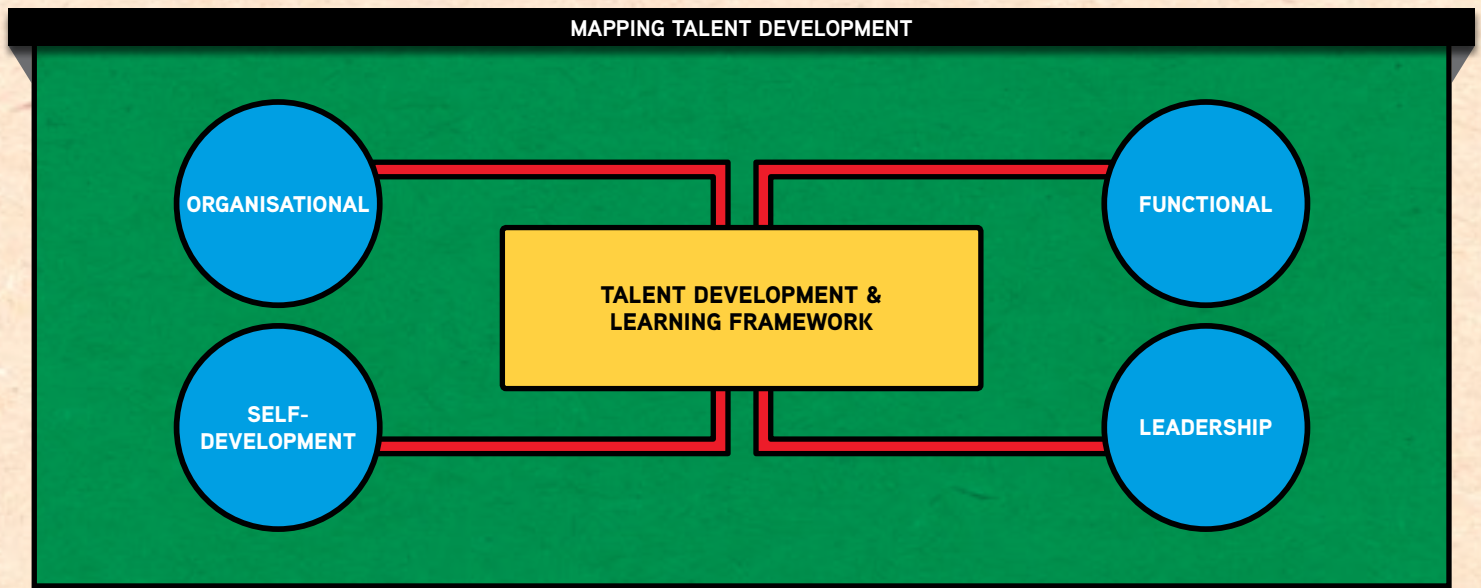 MAPPING TALENT DEVELOPMENT
ORGANISATIONAL
FUNCTIONAL
TALENT DEVELOPMENT &
LEARNING FRAMEWORK
SELF-
DEVELOPMENT
LEADERSHIP